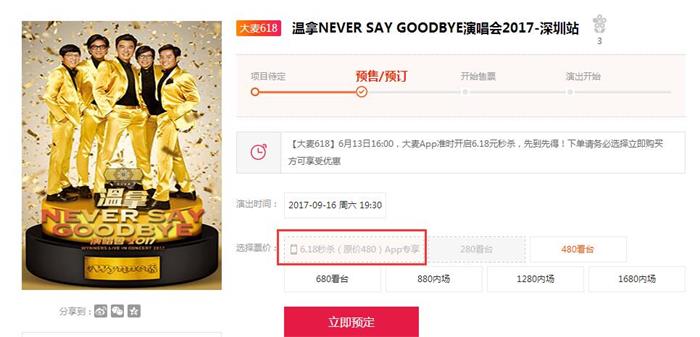 大麦618 温拿NEVER SAY GOODBYE演唱会2017-深圳站
3
项目待定 预售/预订 开始售票 演出开始
【大麦618】6月13日16:00，大麦App准时开启6.18元秒杀，先到先得！下单请务必选择立即购买
方可享受优惠
演出时间：
2017-09-16 周六 19:30
选择票价：
6.18秒杀（原价480）App专享 280看台 480看台
680看台 880内场 1280内场 1680内场
立即预定
温拿
NEVER SAY
GOODBYE
演唱會2017
WYNNERS LIVE IN CONCERT 2017
分享到：